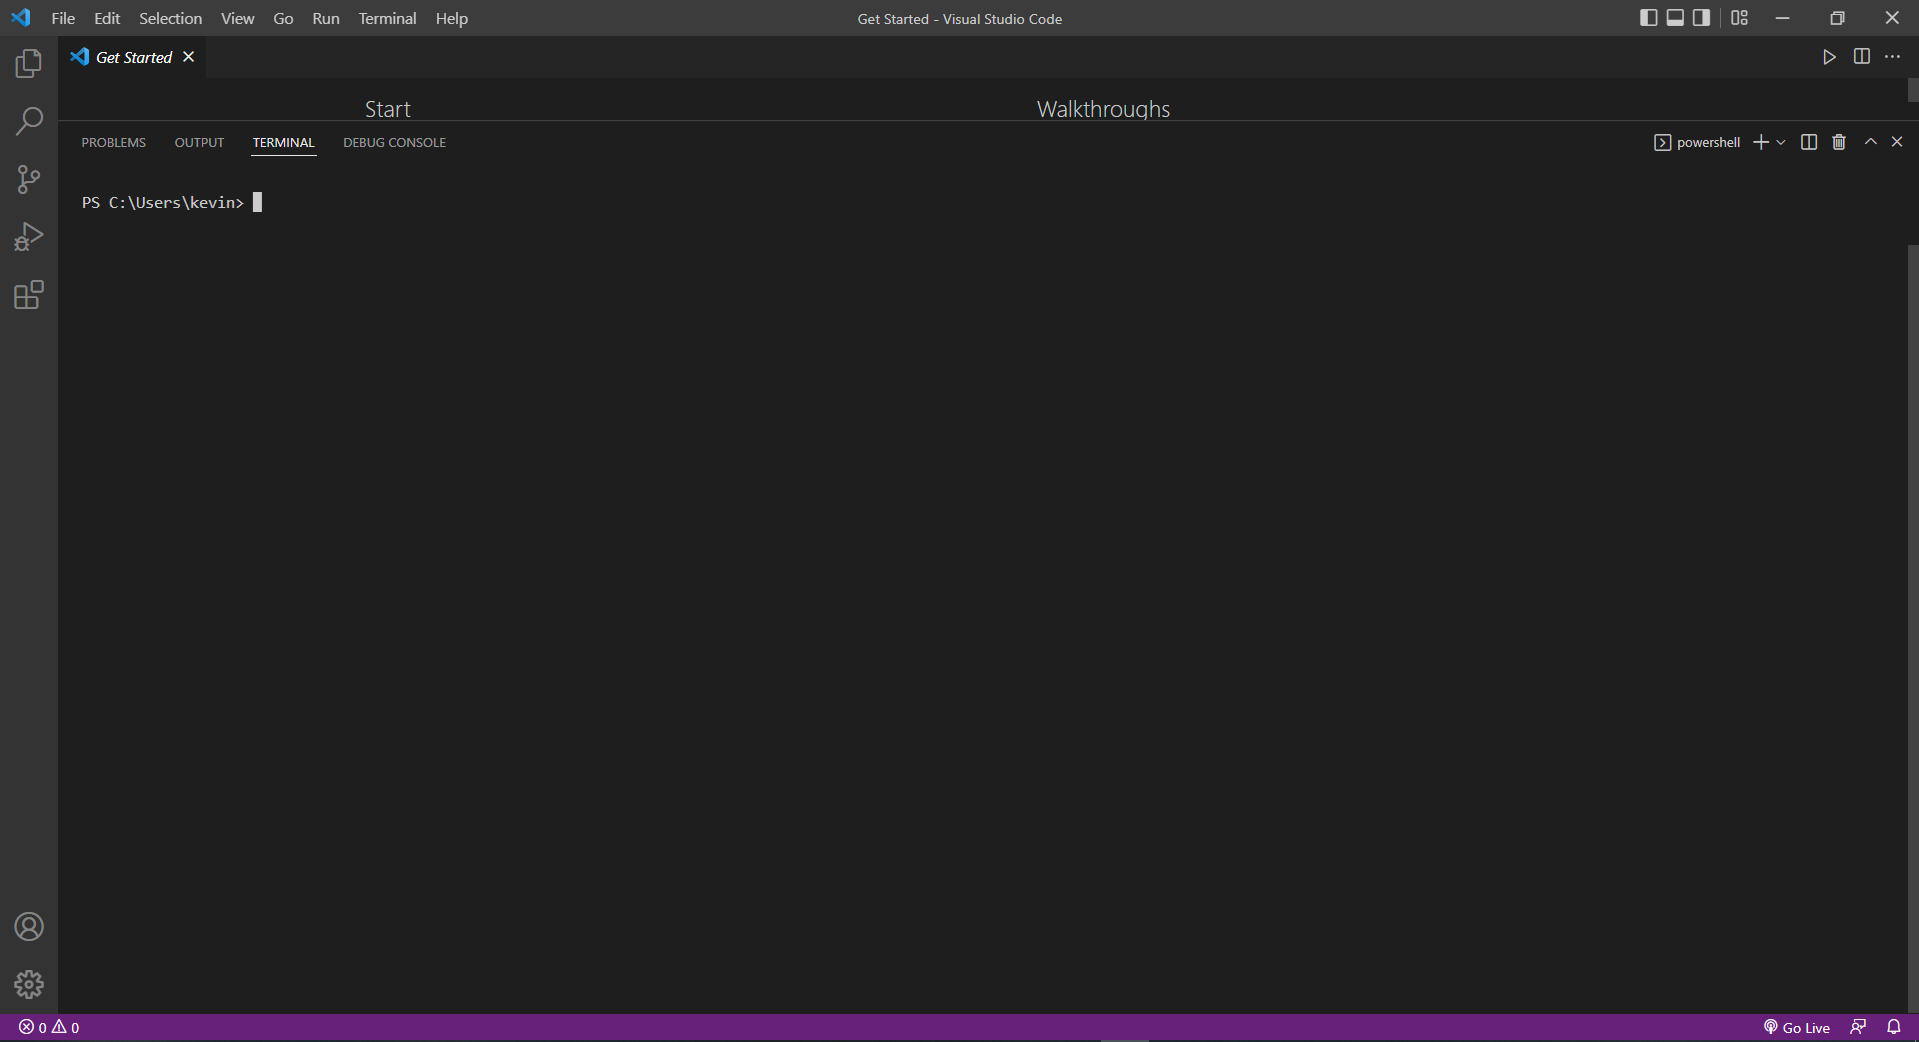 File Edit Selection View Go Run Terminal Help Get Started - Visual Studio Code
Get Started
Start Walkthroughs
PROBLEMS OUTPUT TERMINAL DEBUG CONSOLE powershell
PS C:\Users\kevin>
0 0 Go Live